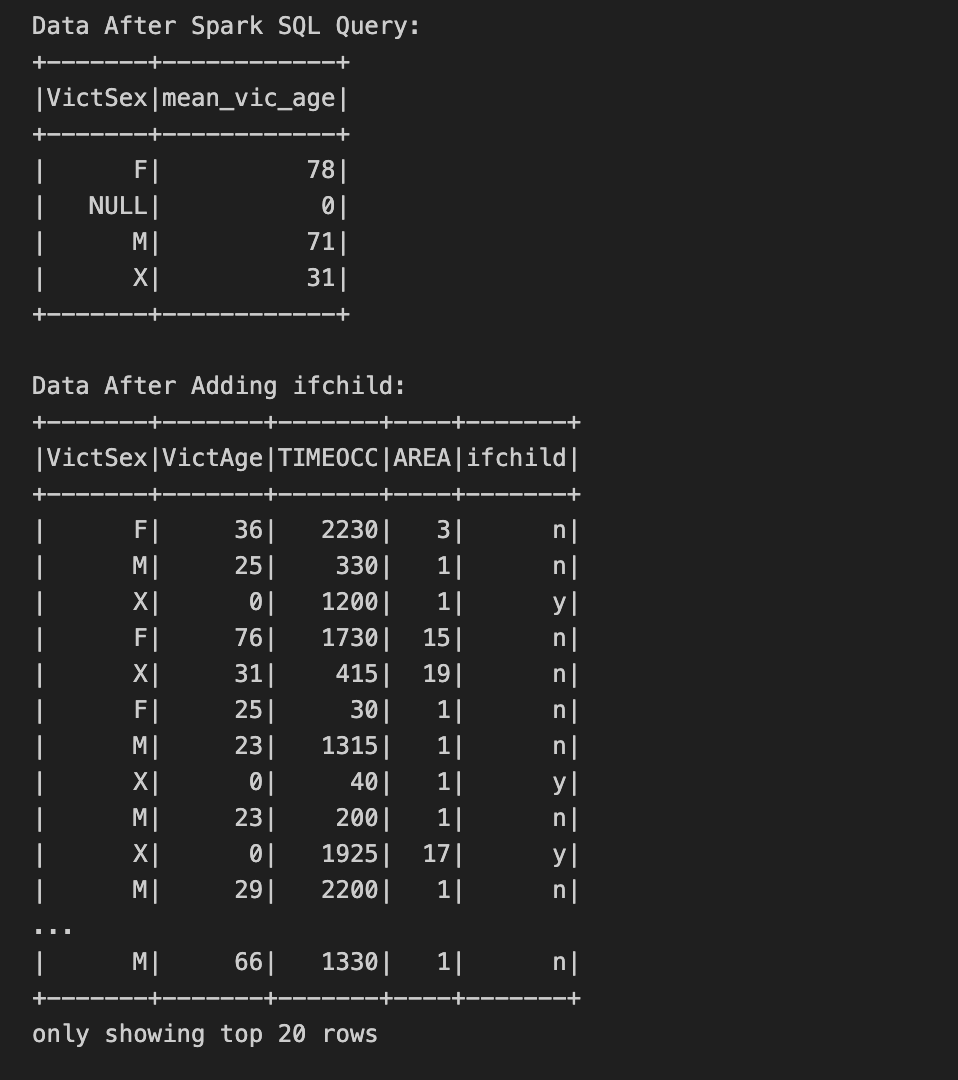 Data After Spark SQL Query:
+-------+------------+
|VictSex|mean_vic_age|
+-------+------------+
|      F|          78|
|   NULL|           0|
|      M|          71|
|      X|          31|
+-------+------------+

Data After Adding ifchild:
+-------+-------+-------+----+-------+
|VictSex|VictAge|TIMEOCC|AREA|ifchild|
+-------+-------+-------+----+-------+
|      F|     36|   2230|   3|      n|
|      M|     25|    330|   1|      n|
|      X|      0|   1200|   1|      y|
|      F|     76|   1730|  15|      n|
|      X|     31|    415|  19|      n|
|      F|     25|     30|   1|      n|
|      M|     23|   1315|   1|      n|
|      X|      0|     40|   1|      y|
|      M|     23|    200|   1|      n|
|      X|      0|   1925|  17|      y|
|      M|     29|   2200|   1|      n|
...
|      M|     66|   1330|   1|      n|
+-------+-------+-------+----+-------+
only showing top 20 rows